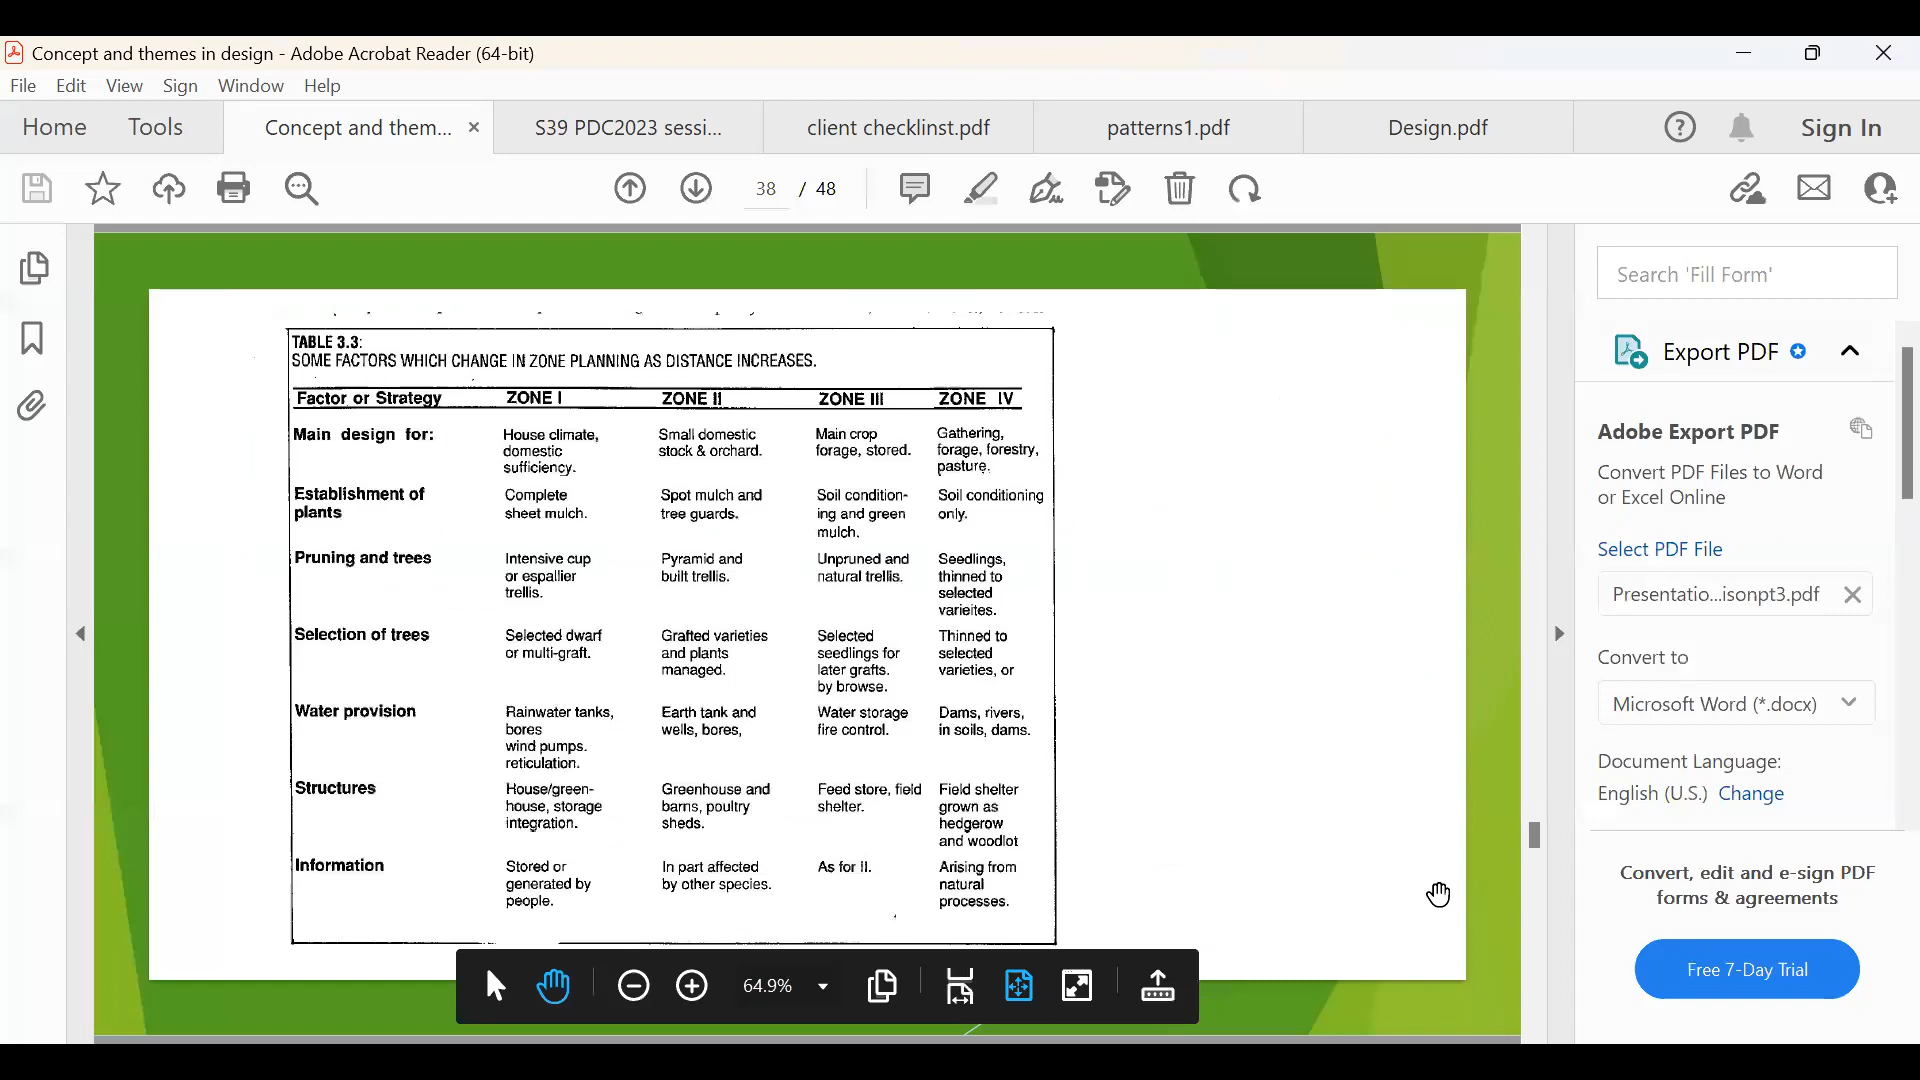 Concept and themes in design - Adobe Acrobat Reader (64-bit)
File Edit View Sign Window Help
Home Tools Concept and them... S39 PDC2023 sessi... client checklinst.pdf patterns1.pdf Design.pdf Sign In
38 / 48
TABLE 3.3:
SOME FACTORS WHICH CHANGE IN ZONE PLANNING AS DISTANCE INCREASES.
Factor or Strategy ZONE I ZONE II ZONE III ZONE IV
Main design for: House climate, Small domestic Main crop Gathering,
domestic stock & orchard. forage, stored. forage, forestry,
sufficiency. pasture.
Establishment of Complete Spot mulch and Soil condition- Soil conditioning
plants sheet mulch. tree guards. ing and green only.
mulch.
Pruning and trees Intensive cup Pyramid and Unpruned and Seedlings,
or espallier built trellis. natural trellis. thinned to
trellis. selected
varieites.
Selection of trees Selected dwarf Grafted varieties Selected Thinned to
or multi-graft. and plants seedlings for selected
managed. later grafts. varieties, or
by browse.
Water provision Rainwater tanks, Earth tank and Water storage Dams, rivers,
bores wells, bores, fire control. in soils, dams.
wind pumps.
reticulation.
Structures House/green- Greenhouse and Feed store, field Field shelter
house, storage barns, poultry shelter. grown as
integration. sheds. hedgerow
and woodlot
Information Stored or In part affected As for II. Arising from
generated by by other species. natural
people. processes.
64.9%
Search 'Fill Form'
Export PDF
Adobe Export PDF
Convert PDF Files to Word
or Excel Online
Select PDF File
Presentatio...isonpt3.pdf
Convert to
Microsoft Word (*.docx)
Document Language:
English (U.S.) Change
Convert, edit and e-sign PDF
forms & agreements
Free 7-Day Trial